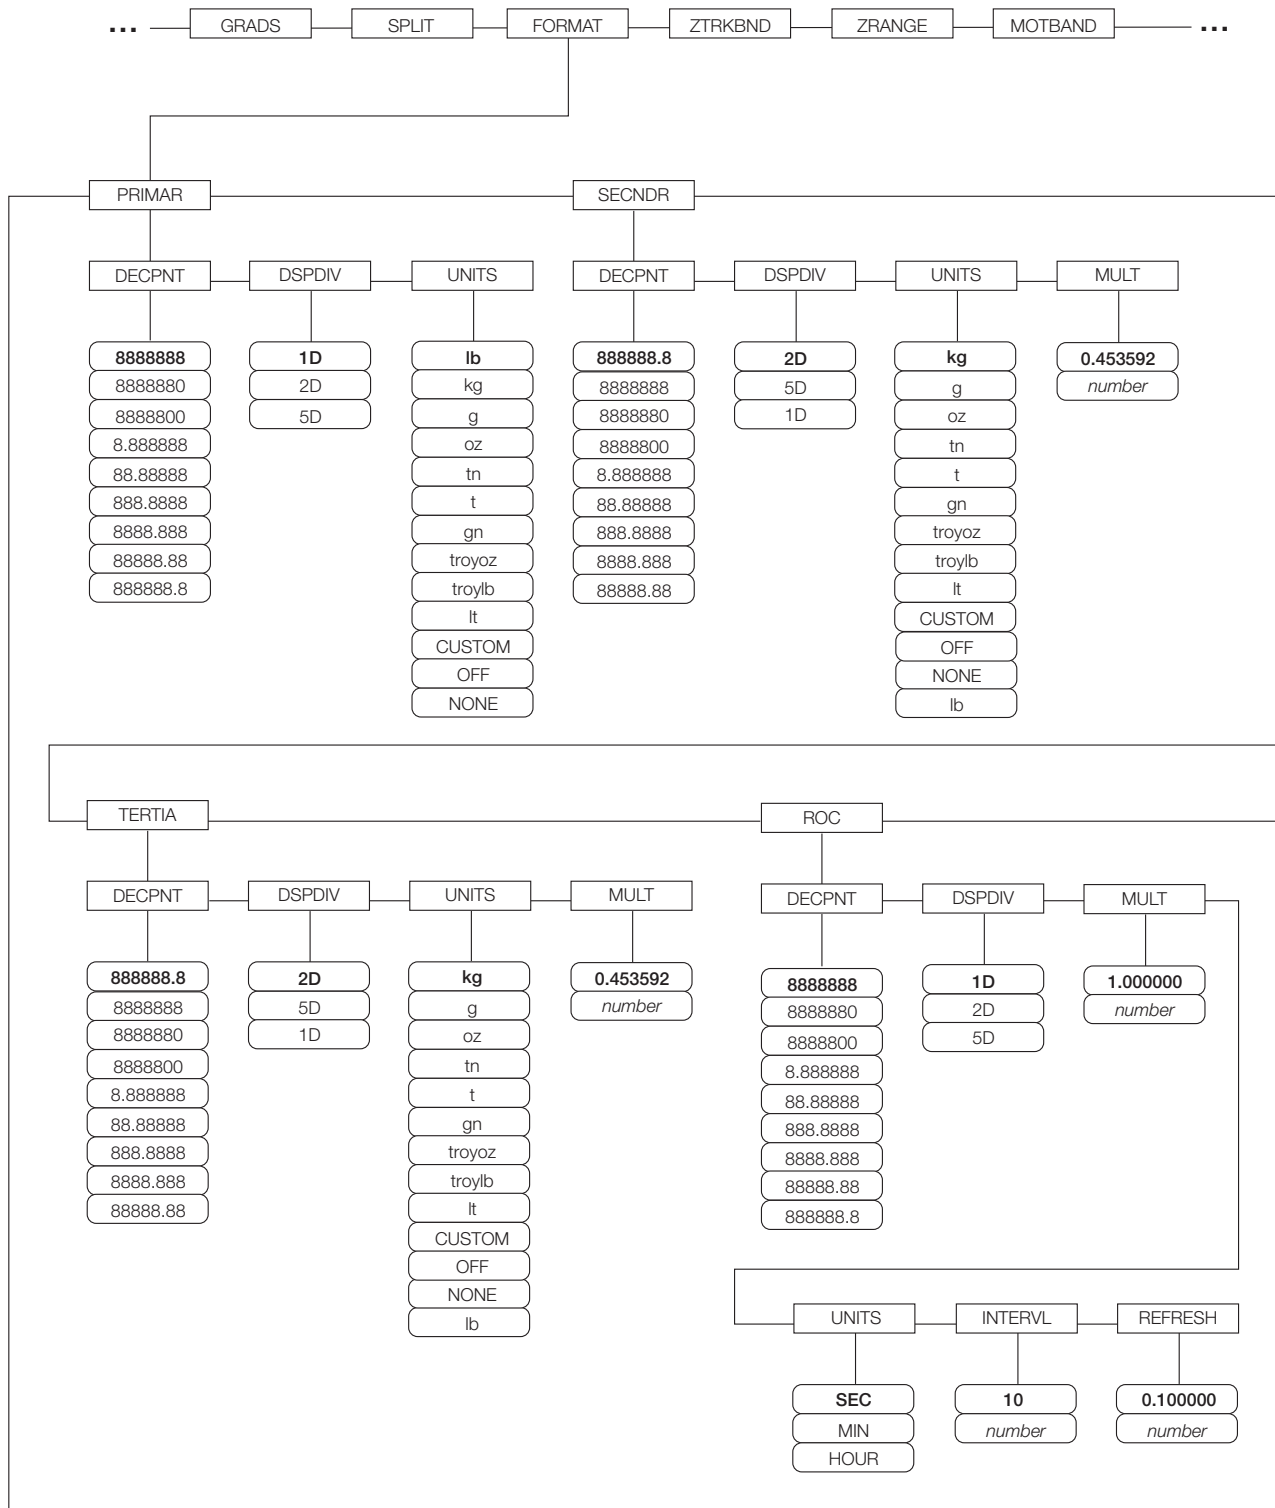 ... GRADS SPLIT FORMAT ZTRKBND ZRANGE MOTBAND ...
PRIMAR SECNDR
DECPNT DSPDIV UNITS DECPNT DSPDIV UNITS MULT
8888888 1D lb 888888.8 2D kg 0.453592
8888880 2D kg 8888888 5D g number
8888800 5D g 8888880 1D oz
8.888888 oz 8888800 tn
88.88888 tn 8.888888 t
888.8888 t 88.88888 gn
8888.888 gn 888.8888 troyoz
88888.88 troyoz 8888.888 troylb
888888.8 troylb 88888.88 lt
lt CUSTOM
CUSTOM OFF
OFF NONE
NONE lb
TERTIA ROC
DECPNT DSPDIV UNITS MULT DECPNT DSPDIV MULT
888888.8 2D kg 0.453592 8888888 1D 1.000000
8888888 5D g number 8888880 2D number
8888880 1D oz 8888800 5D
8888800 tn 8.888888
8.888888 t 88.88888
88.88888 gn 888.8888
888.8888 troyoz 8888.888
8888.888 troylb 88888.88
88888.88 lt 888888.8
CUSTOM
OFF
NONE
lb
UNITS INTERVL REFRESH
SEC 10 0.100000
MIN number number
HOUR